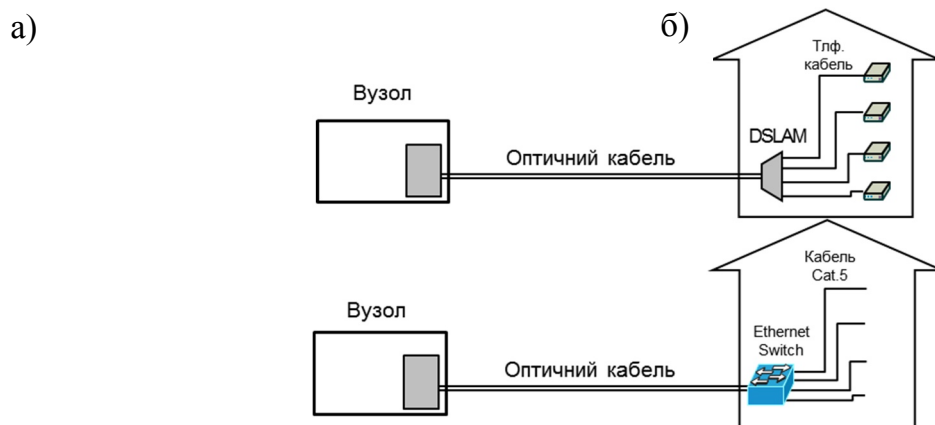 а)
б)
Тлф.
кабель
Вузол
DSLAM
Оптичний кабель
Кабель
Cat.5
Вузол
Ethernet
Switch
Оптичний кабель